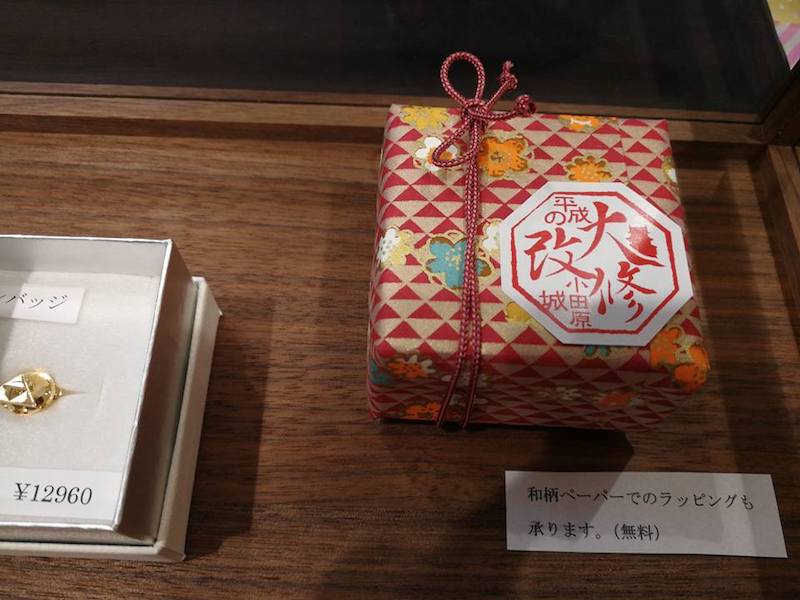 平成の
大改修
小田原
城
バッジ
¥12960
和柄ペーパーでのラッピングも
承ります。(無料)